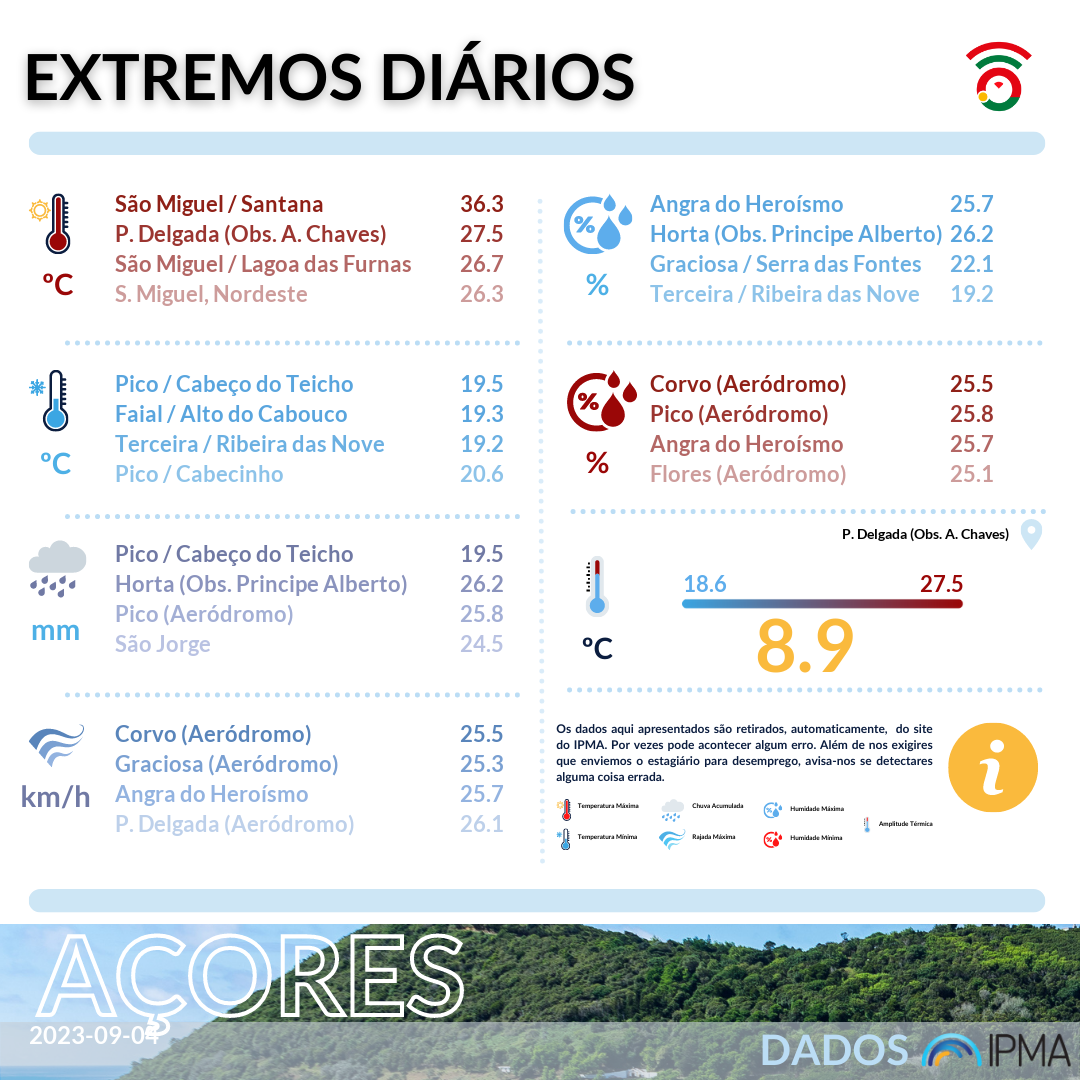 EXTREMOS DIÁRIOS
ºC
São Miguel / Santana 36.3
P. Delgada (Obs. A. Chaves) 27.5
São Miguel / Lagoa das Furnas 26.7
S. Miguel, Nordeste 26.3
ºC
Pico / Cabeço do Teicho 19.5
Faial / Alto do Cabouco 19.3
Terceira / Ribeira das Nove 19.2
Pico / Cabecinho 20.6
mm
Pico / Cabeço do Teicho 19.5
Horta (Obs. Principe Alberto) 26.2
Pico (Aeródromo) 25.8
São Jorge 24.5
km/h
Corvo (Aeródromo) 25.5
Graciosa (Aeródromo) 25.3
Angra do Heroísmo 25.7
P. Delgada (Aeródromo) 26.1
%
%
Angra do Heroísmo 25.7
Horta (Obs. Principe Alberto) 26.2
Graciosa / Serra das Fontes 22.1
Terceira / Ribeira das Nove 19.2
%
%
Corvo (Aeródromo) 25.5
Pico (Aeródromo) 25.8
Angra do Heroísmo 25.7
Flores (Aeródromo) 25.1
P. Delgada (Obs. A. Chaves)
18.6 27.5
ºC
8.9
Os dados aqui apresentados são retirados, automaticamente, do site
do IPMA. Por vezes pode acontecer algum erro. Além de nos exigires
que enviemos o estagiário para desemprego, avisa-nos se detectares
alguma coisa errada.
i
Temperatura Máxima
Chuva Acumulada
Humidade Máxima
Amplitude Térmica
Temperatura Mínima
Rajada Máxima
Humidade Mínima
AÇORES
2023-09-04
DADOS IPMA